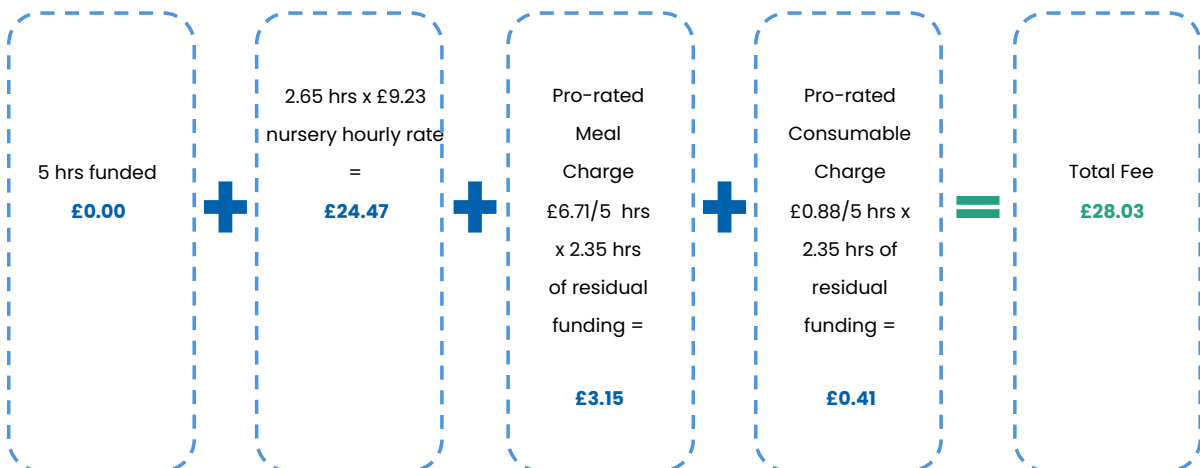 5 hrs funded
£0.00
2.65 hrs x £9.23
nursery hourly rate
=
£24.47
Pro-rated
Meal
Charge
£6.71/5 hrs
x 2.35 hrs
of residual
funding =
£3.15
Pro-rated
Consumable
Charge
£0.88/5 hrs x
2.35 hrs of
residual
funding =
£0.41
Total Fee
£28.03